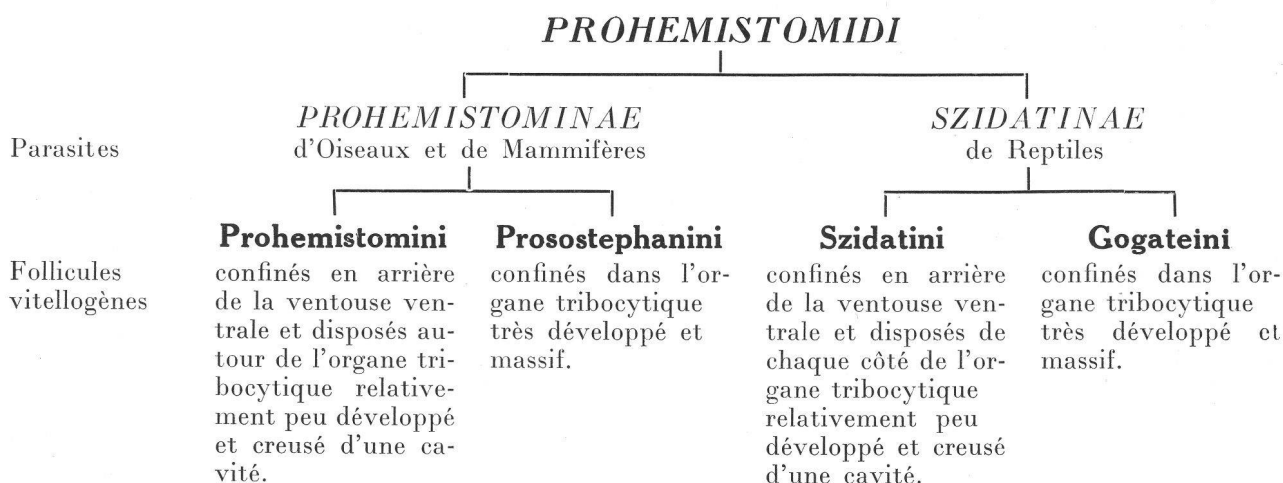 PROHEMISTOMIDI
PROHEMISTOMINAE
SZIDATINAE
Parasites
d'Oiseaux et de Mammifères
de Reptiles
Prohemistomini
Prosostephanini
Szidatini
Gogateini
Follicules
vitellogènes
confinés en arrière
de la ventouse ven-
trale et disposés au-
tour de l'organe tri-
bocytique relative-
ment peu développé
et creusé d'une ca-
vité.
confinés dans l'or-
gane tribocytique
très développé et
massif.
confinés en arrière
de la ventouse ven-
trale et disposés de
chaque côté de l'or-
gane tribocytique
relativement peu
développé et creusé
d'une cavité.
confinés dans l'or-
gane tribocytique
très développé et
massif.